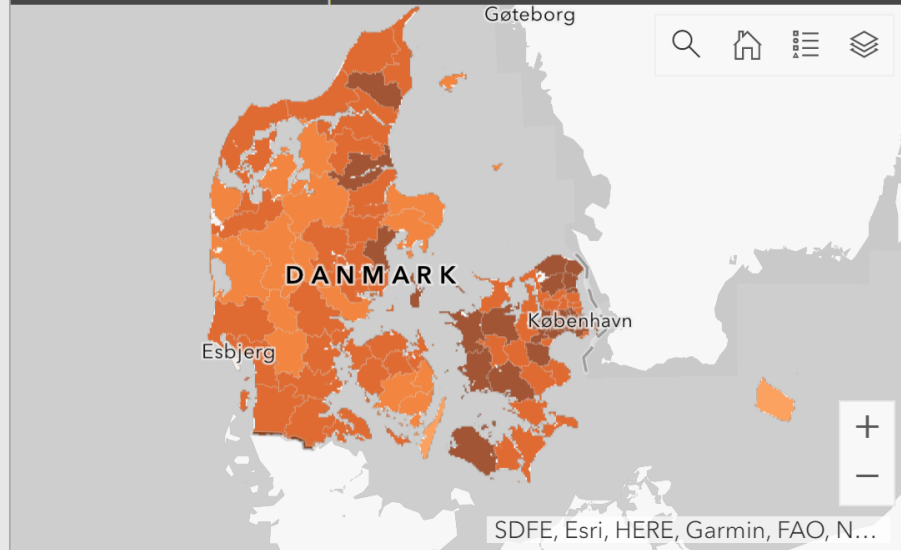 Gøteborg
DANMARK
København
Esbjerg
SDFE, Esri, HERE, Garmin, FAO, N...